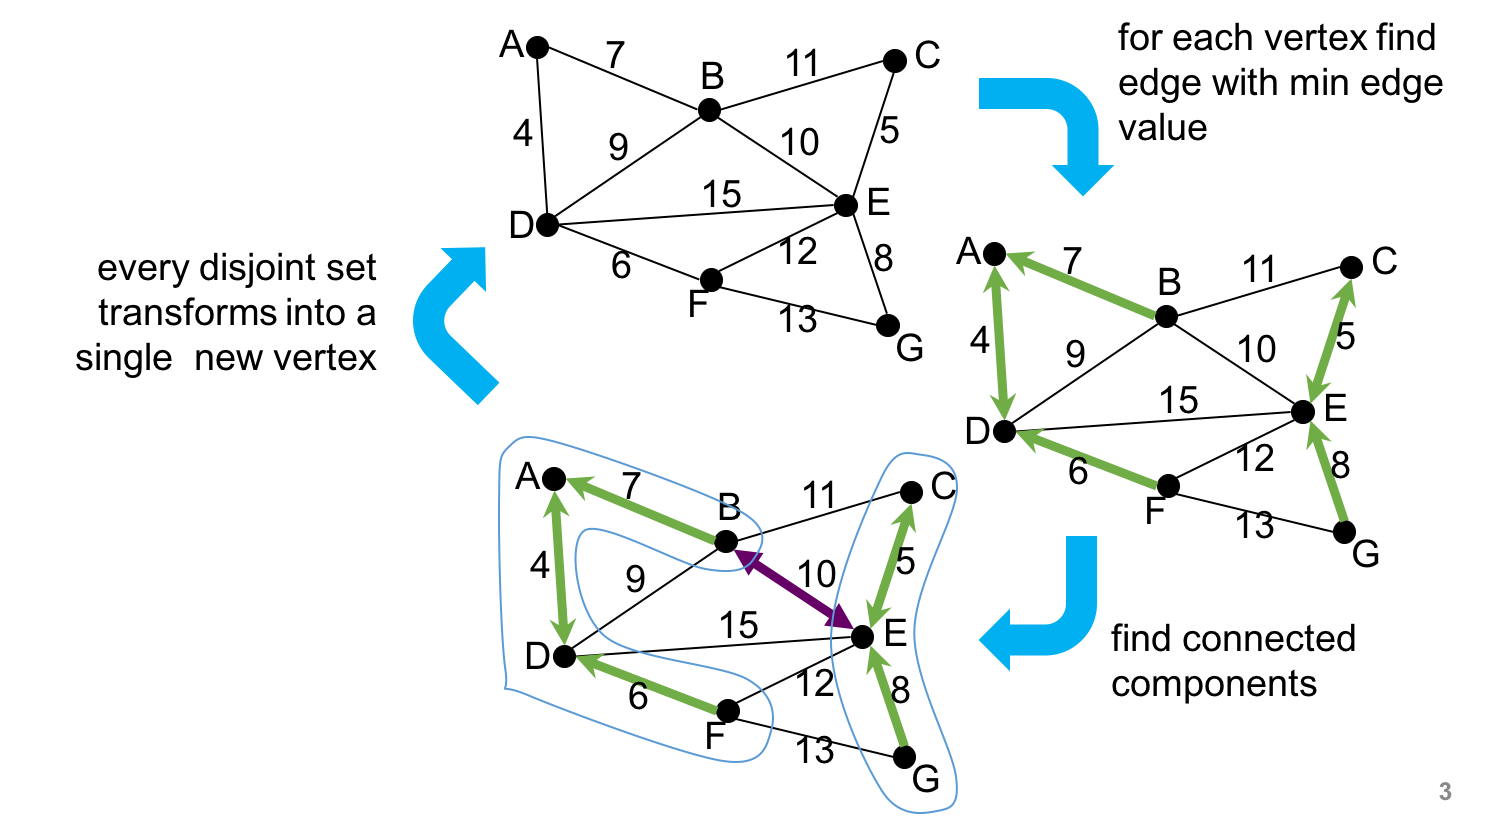 for each vertex find
edge with min edge
value
A
7
B
11
C
4
9
10
5
15
E
D
6
12
8
F
13
G
every disjoint set
transforms into a
single new vertex
A
7
B
11
C
4
9
10
5
15
E
D
6
12
8
F
13
G
find connected
components
A
7
B
11
C
4
9
10
5
15
E
D
6
12
8
F
13
G
3